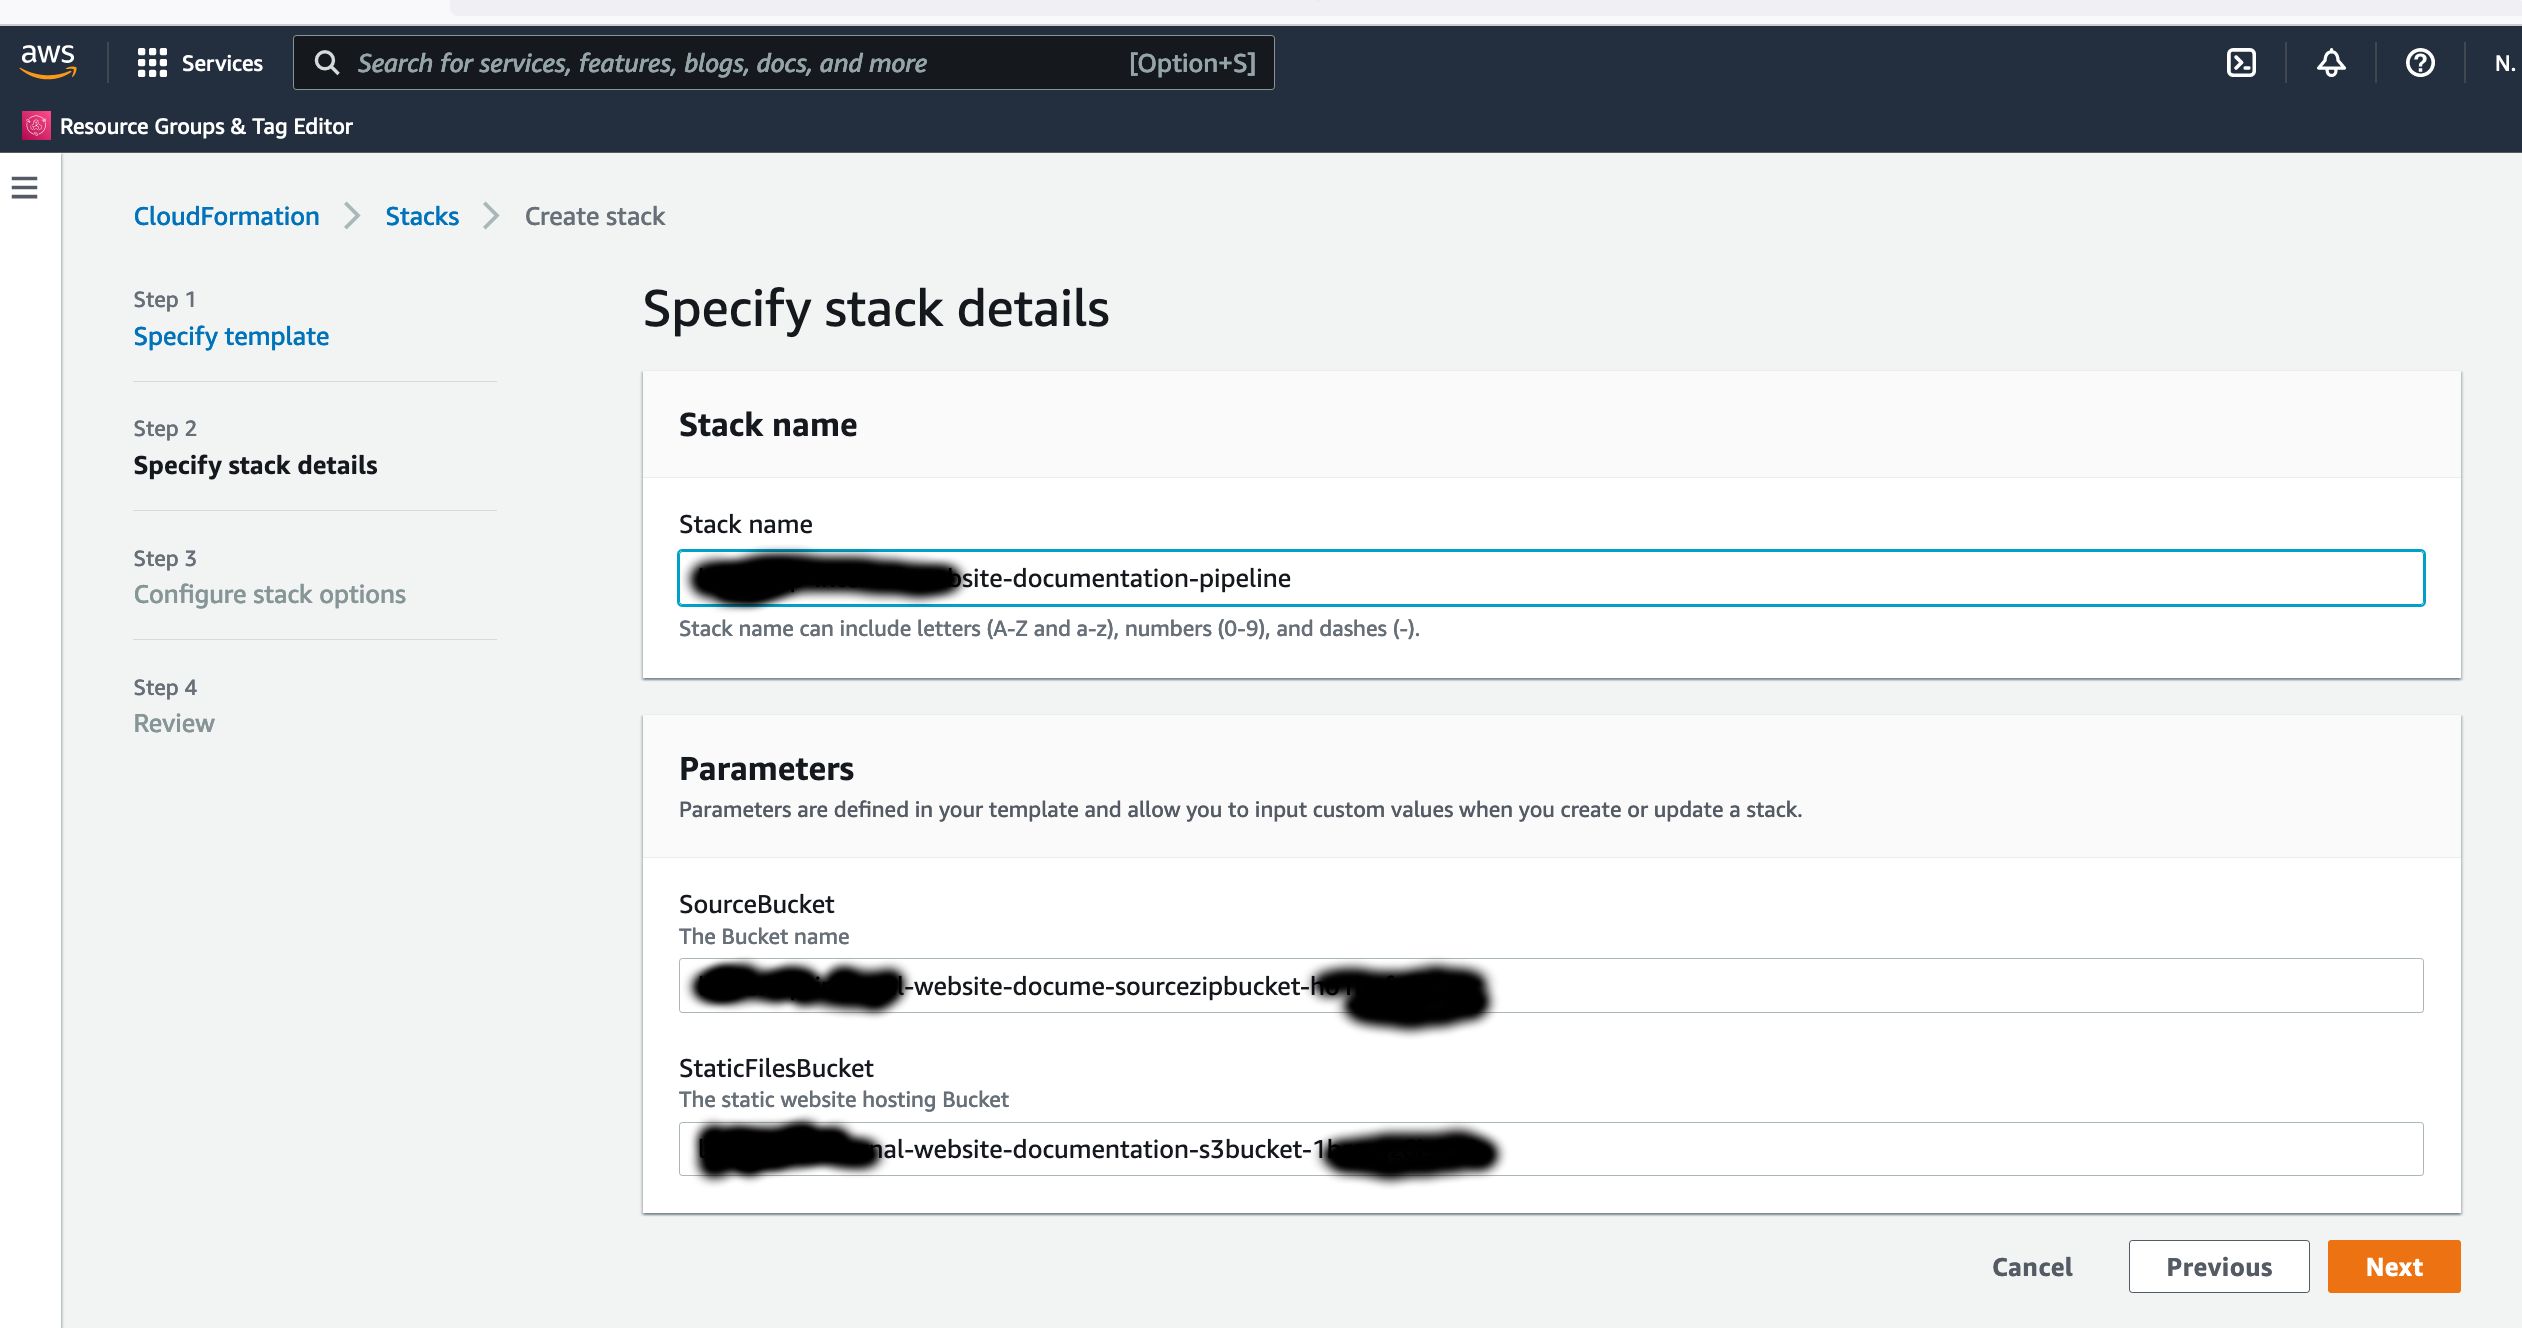 aws
Services
Search for services, features, blogs, docs, and more [Option+S]
N.
Resource Groups & Tag Editor
CloudFormation Stacks Create stack
Step 1
Specify template
Step 2
Specify stack details
Step 3
Configure stack options
Step 4
Review
Specify stack details
Stack name
Stack name
site-documentation-pipeline
Stack name can include letters (A-Z and a-z), numbers (0-9), and dashes (-).
Parameters
Parameters are defined in your template and allow you to input custom values when you create or update a stack.
SourceBucket
The Bucket name
-website-docume-sourcezipbucket-
StaticFilesBucket
The static website hosting Bucket
al-website-documentation-s3bucket-1
Cancel Previous Next